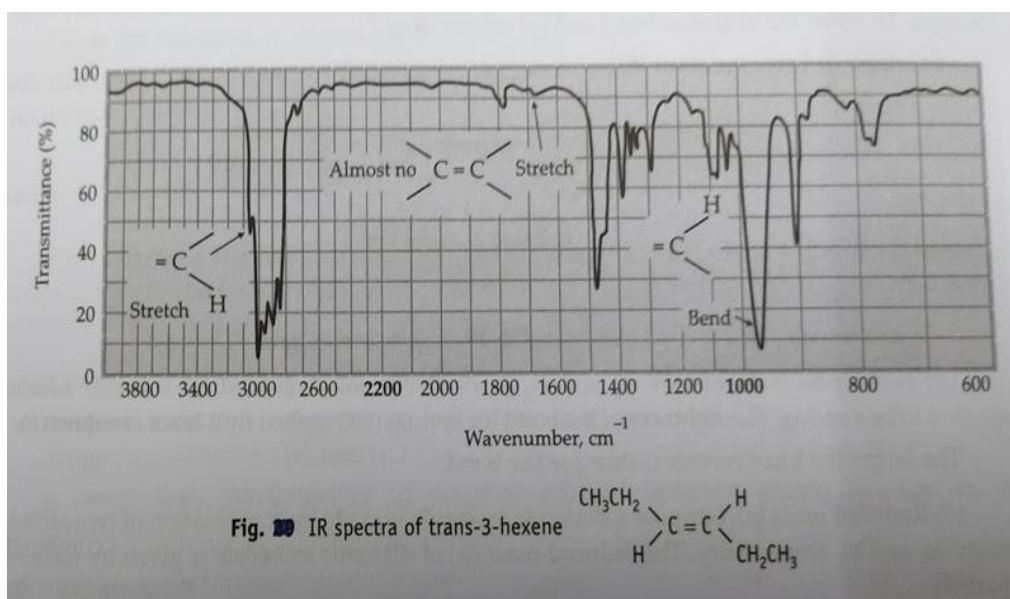 100
80
60
40
20
0
Transmittance (%)
Almost no C=C Stretch
=C
H
Stretch
H
=C
Bend
3800 3400 3000 2600 2200 2000 1800 1600 1400 1200 1000 800 600
Wavenumber, cm⁻¹
CH₃CH₂ H
C=C
H CH₂CH₃
Fig. IR spectra of trans-3-hexene